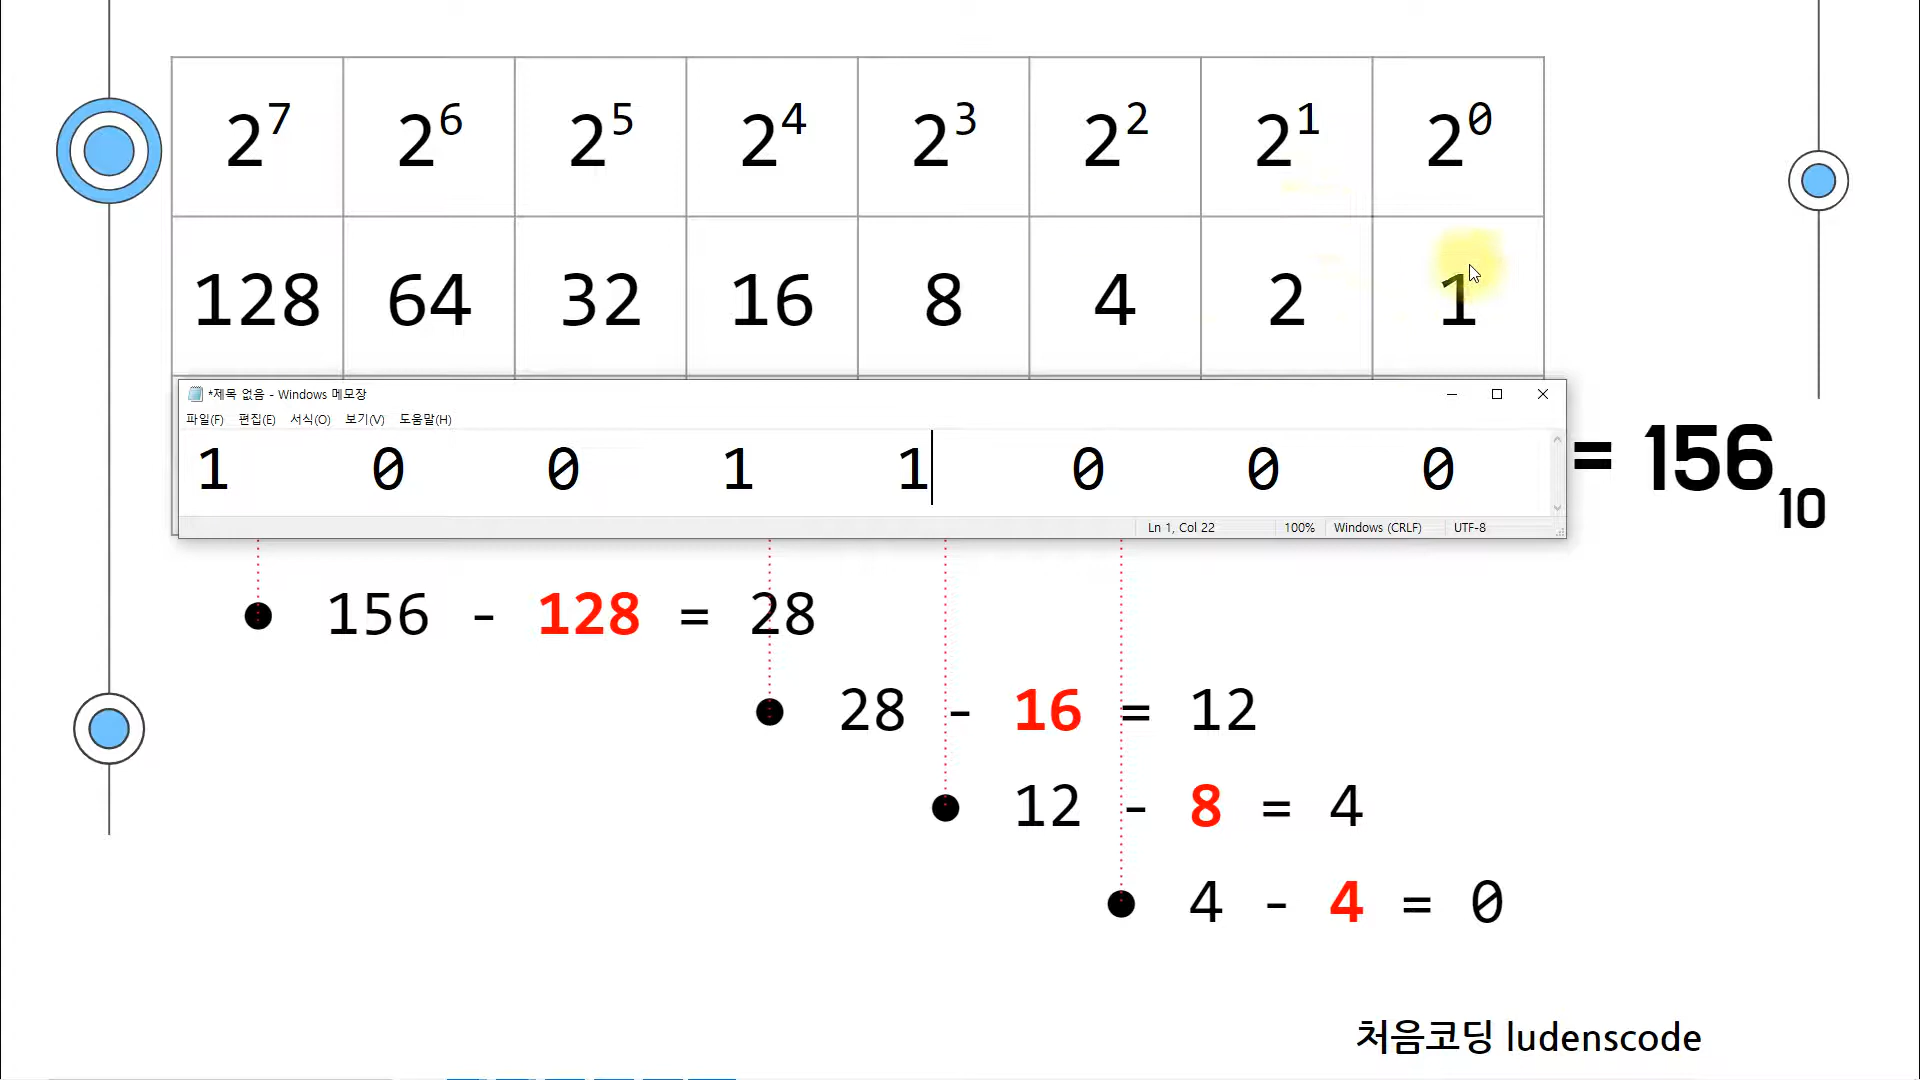 2⁷ 2⁶ 2⁵ 2⁴ 2³ 2² 2¹ 2⁰
128 64 32 16 8 4 2 1
*제목 없음 - Windows 메모장
파일(F) 편집(E) 서식(O) 보기(V) 도움말(H)
1 0 0 1 1 0 0 0
= 156₁₀
Ln 1, Col 22 100% Windows (CRLF) UTF-8
156 - 128 = 28
28 - 16 = 12
12 - 8 = 4
4 - 4 = 0
처음코딩 ludenscode